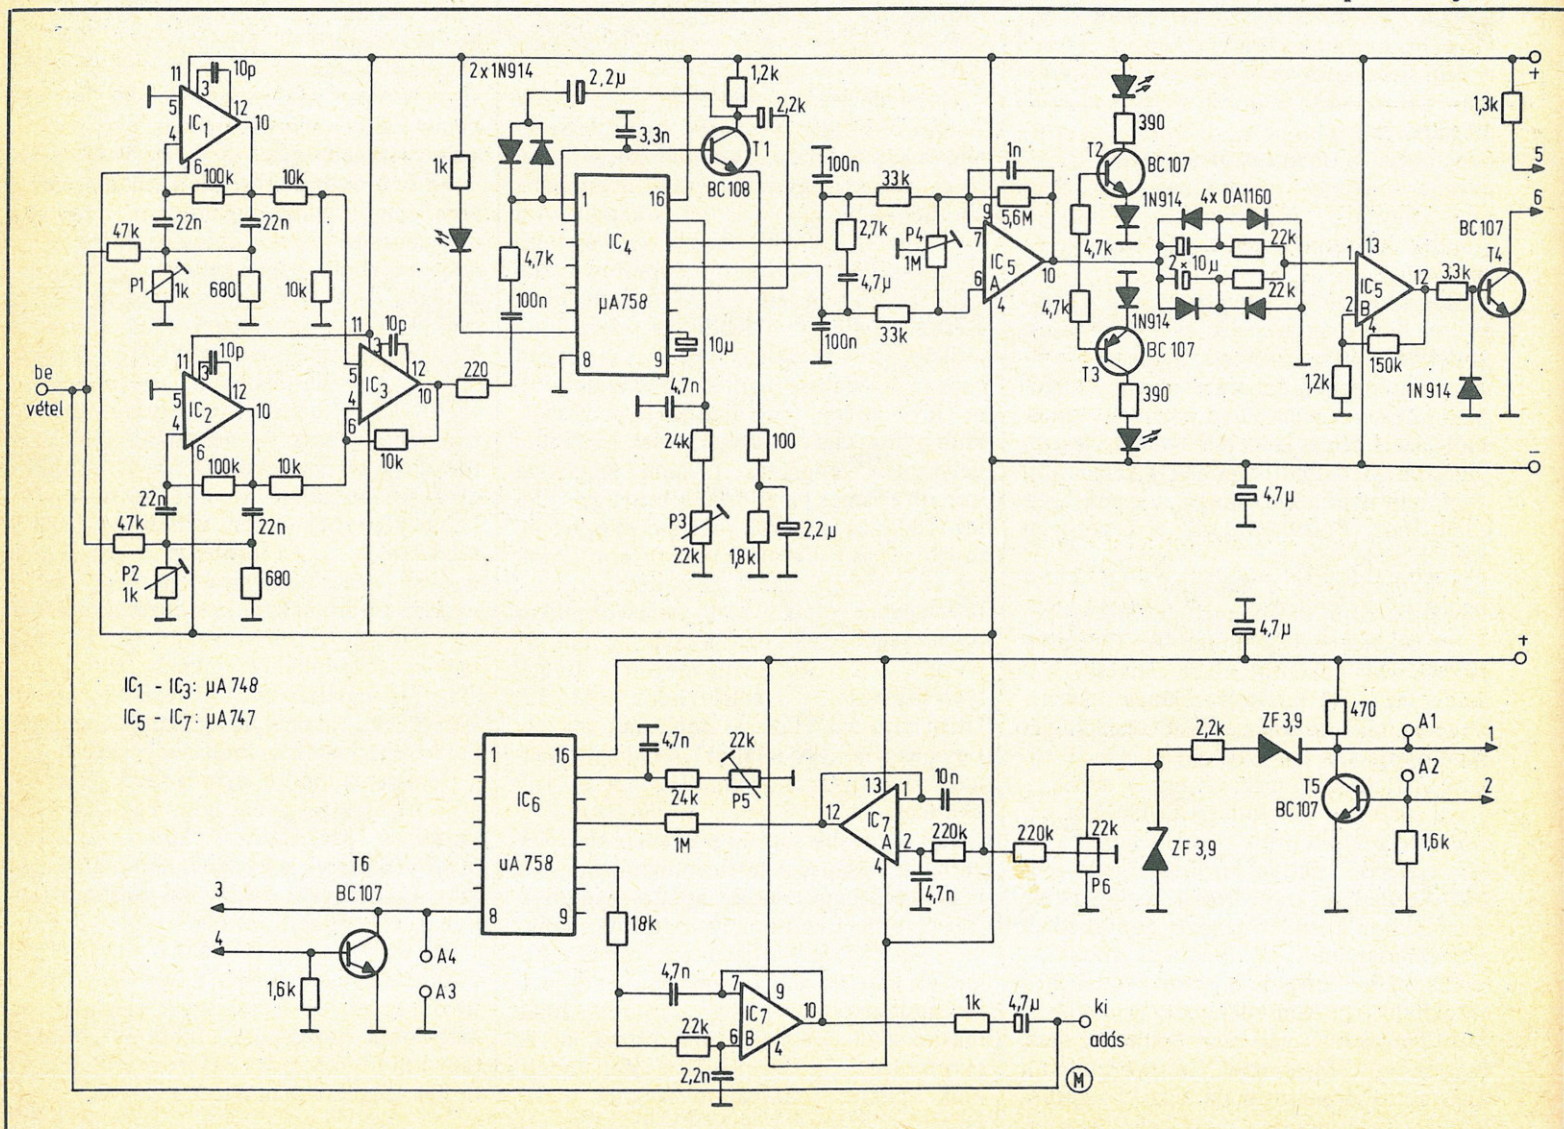 11
10p
3
12
5
IC1
10
4
6
100k
10k
22n
22n
47k
P1
1k
680
10k
2x1N914
2,2µ
1,2k
2,2k
3,3n
T1
BC108
1k
1
16
IC4
4,7k
100n
µA758
8
9
10µ
4,7n
24k
100
P3
22k
1,8k
2,2µ
100n
33k
1n
5,6M
2,7k
P4
1M
4,7µ
33k
100n
9
7
IC5
10
6
A
4
390
T2
BC107
1N914
4x OA1160
4,7k
22k
2 x 10µ
4,7k
22k
1N914
BC107
T3
390
1,3k
+
5
6
BC107
T4
1
13
IC5
12
3,3k
2
B
4
150k
1,2k
1N914
-
4,7µ
be
vétel
11
10p
3
12
5
IC2
10
4
6
11
3
10p
12
5
IC3
10
4
6
220
10k
100k
10k
22n
22n
47k
P2
1k
680
4,7µ
+
IC1 - IC3: µA748
IC5 - IC7: µA747
1
16
4,7n
22k
24k
P5
IC6
1M
uA758
8
9
10n
13
1
12
IC7
A
2
4
220k
220k
4,7n
22k
P6
2,2k
ZF3,9
ZF3,9
470
A1
1
A2
T5
BC107
2
1,6k
T6
BC107
3
4
1,6k
A4
A3
18k
4,7n
7
9
IC7
10
22k
6
B
4
2,2n
1k
4,7µ
ki
adás
M